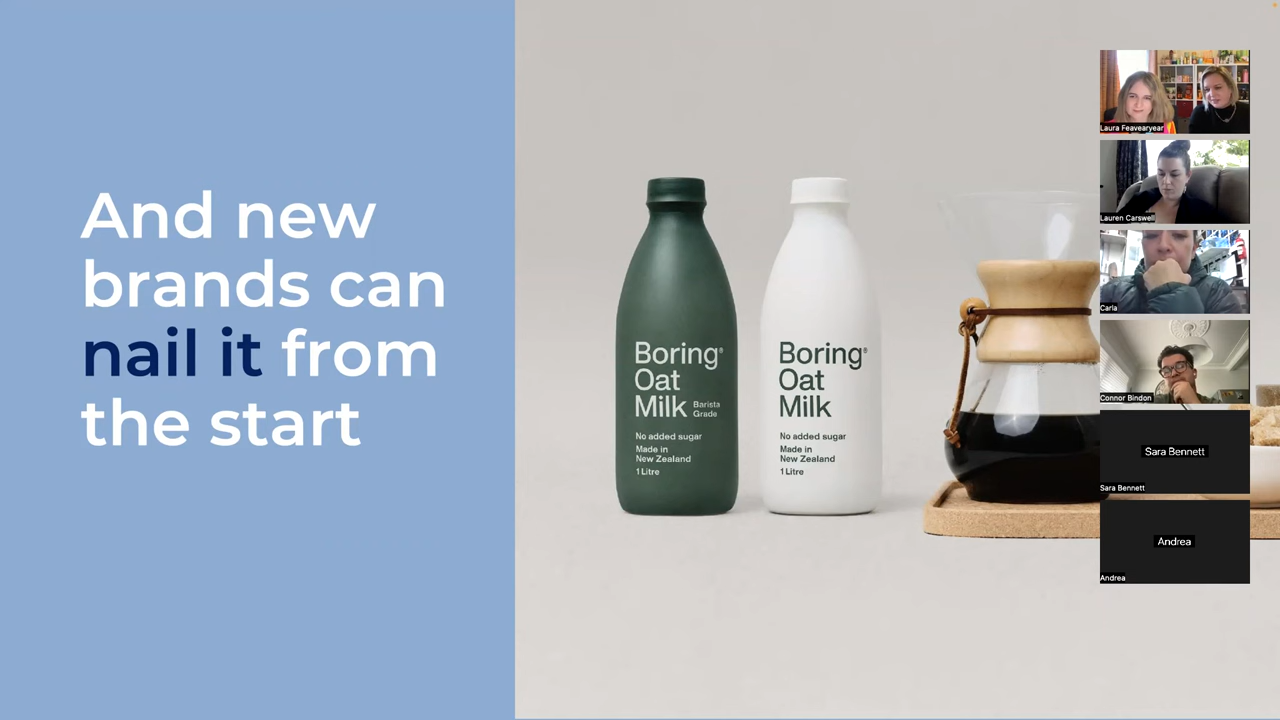 And new
brands can
nail it from
the start
Boring®
Oat
Milk Barista
Grade
No added sugar
Made in
New Zealand
1 Litre
Boring®
Oat
Milk
No added sugar
Made in
New Zealand
1 Litre
Laura Feavearyear
Lauren Carswell
Carla
Connor Bindon
Sara Bennett
Sara Bennett
Andrea
Andrea